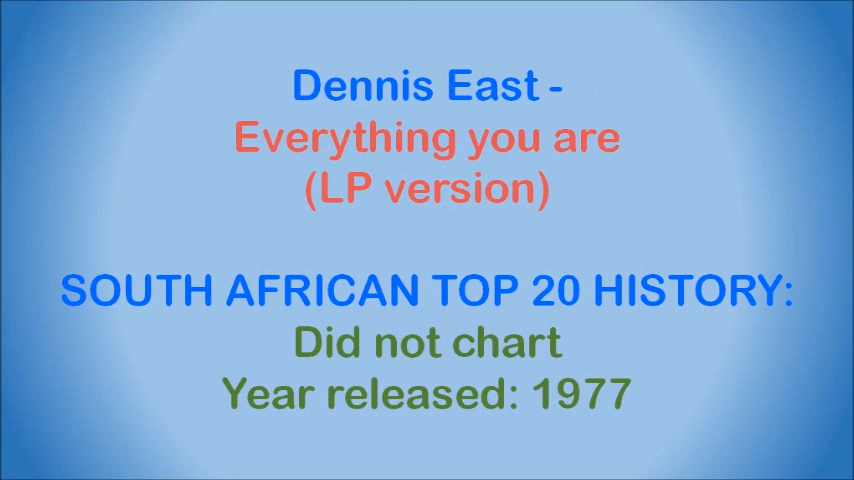 Dennis East -
Everything you are
(LP version)
SOUTH AFRICAN TOP 20 HISTORY:
Did not chart
Year released: 1977